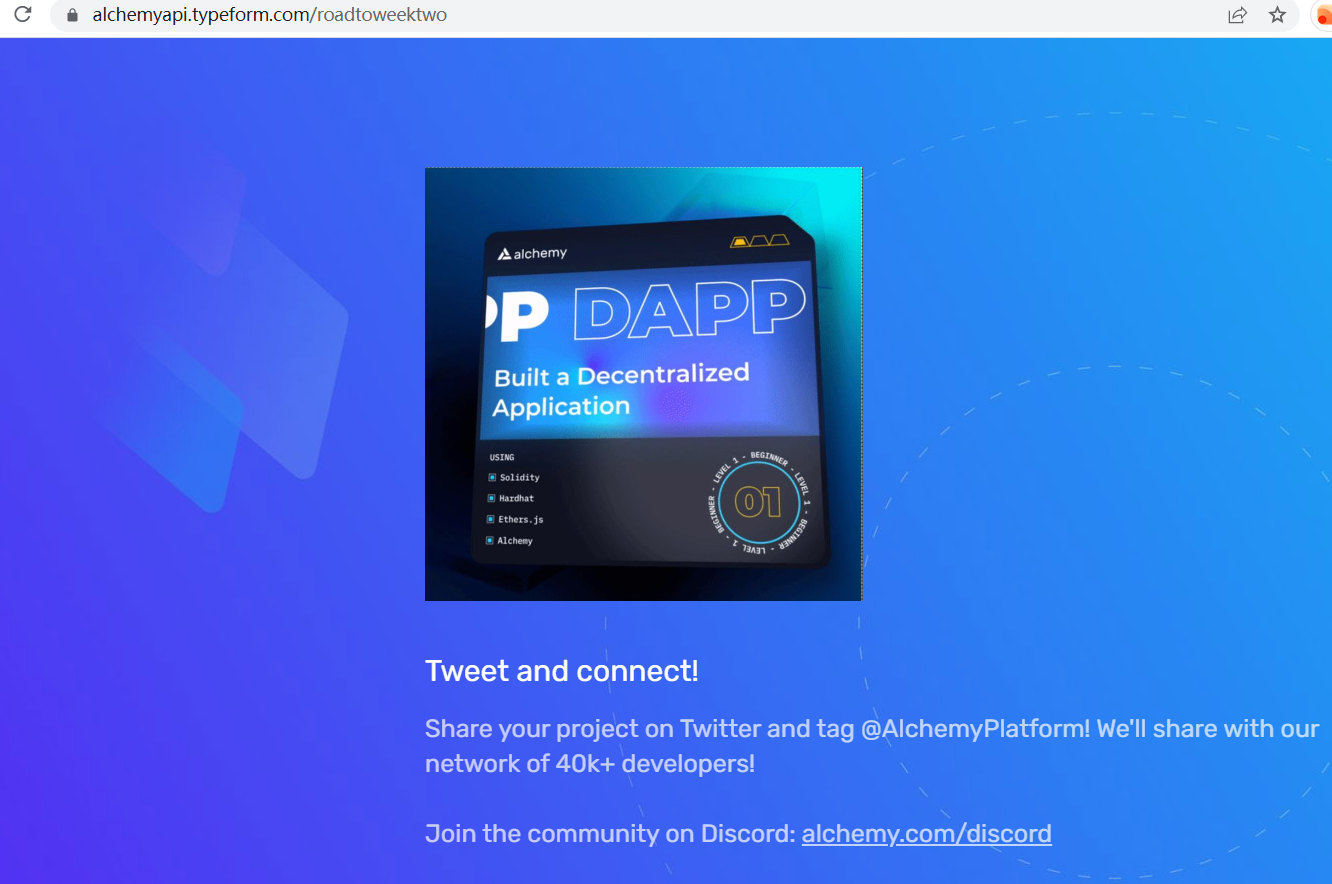 alchemyapi.typeform.com/roadtoweektwo
alchemy
PP DAPP
Built a Decentralized
Application
USING
Solidity
Hardhat
Ethers.js
Alchemy
LEVEL 1 - BEGINNER - LEVEL 1 - BEGINNER - LEVEL 1 - BEGINNER -
01
Tweet and connect!
Share your project on Twitter and tag @AlchemyPlatform! We'll share with our
network of 40k+ developers!
Join the community on Discord: alchemy.com/discord